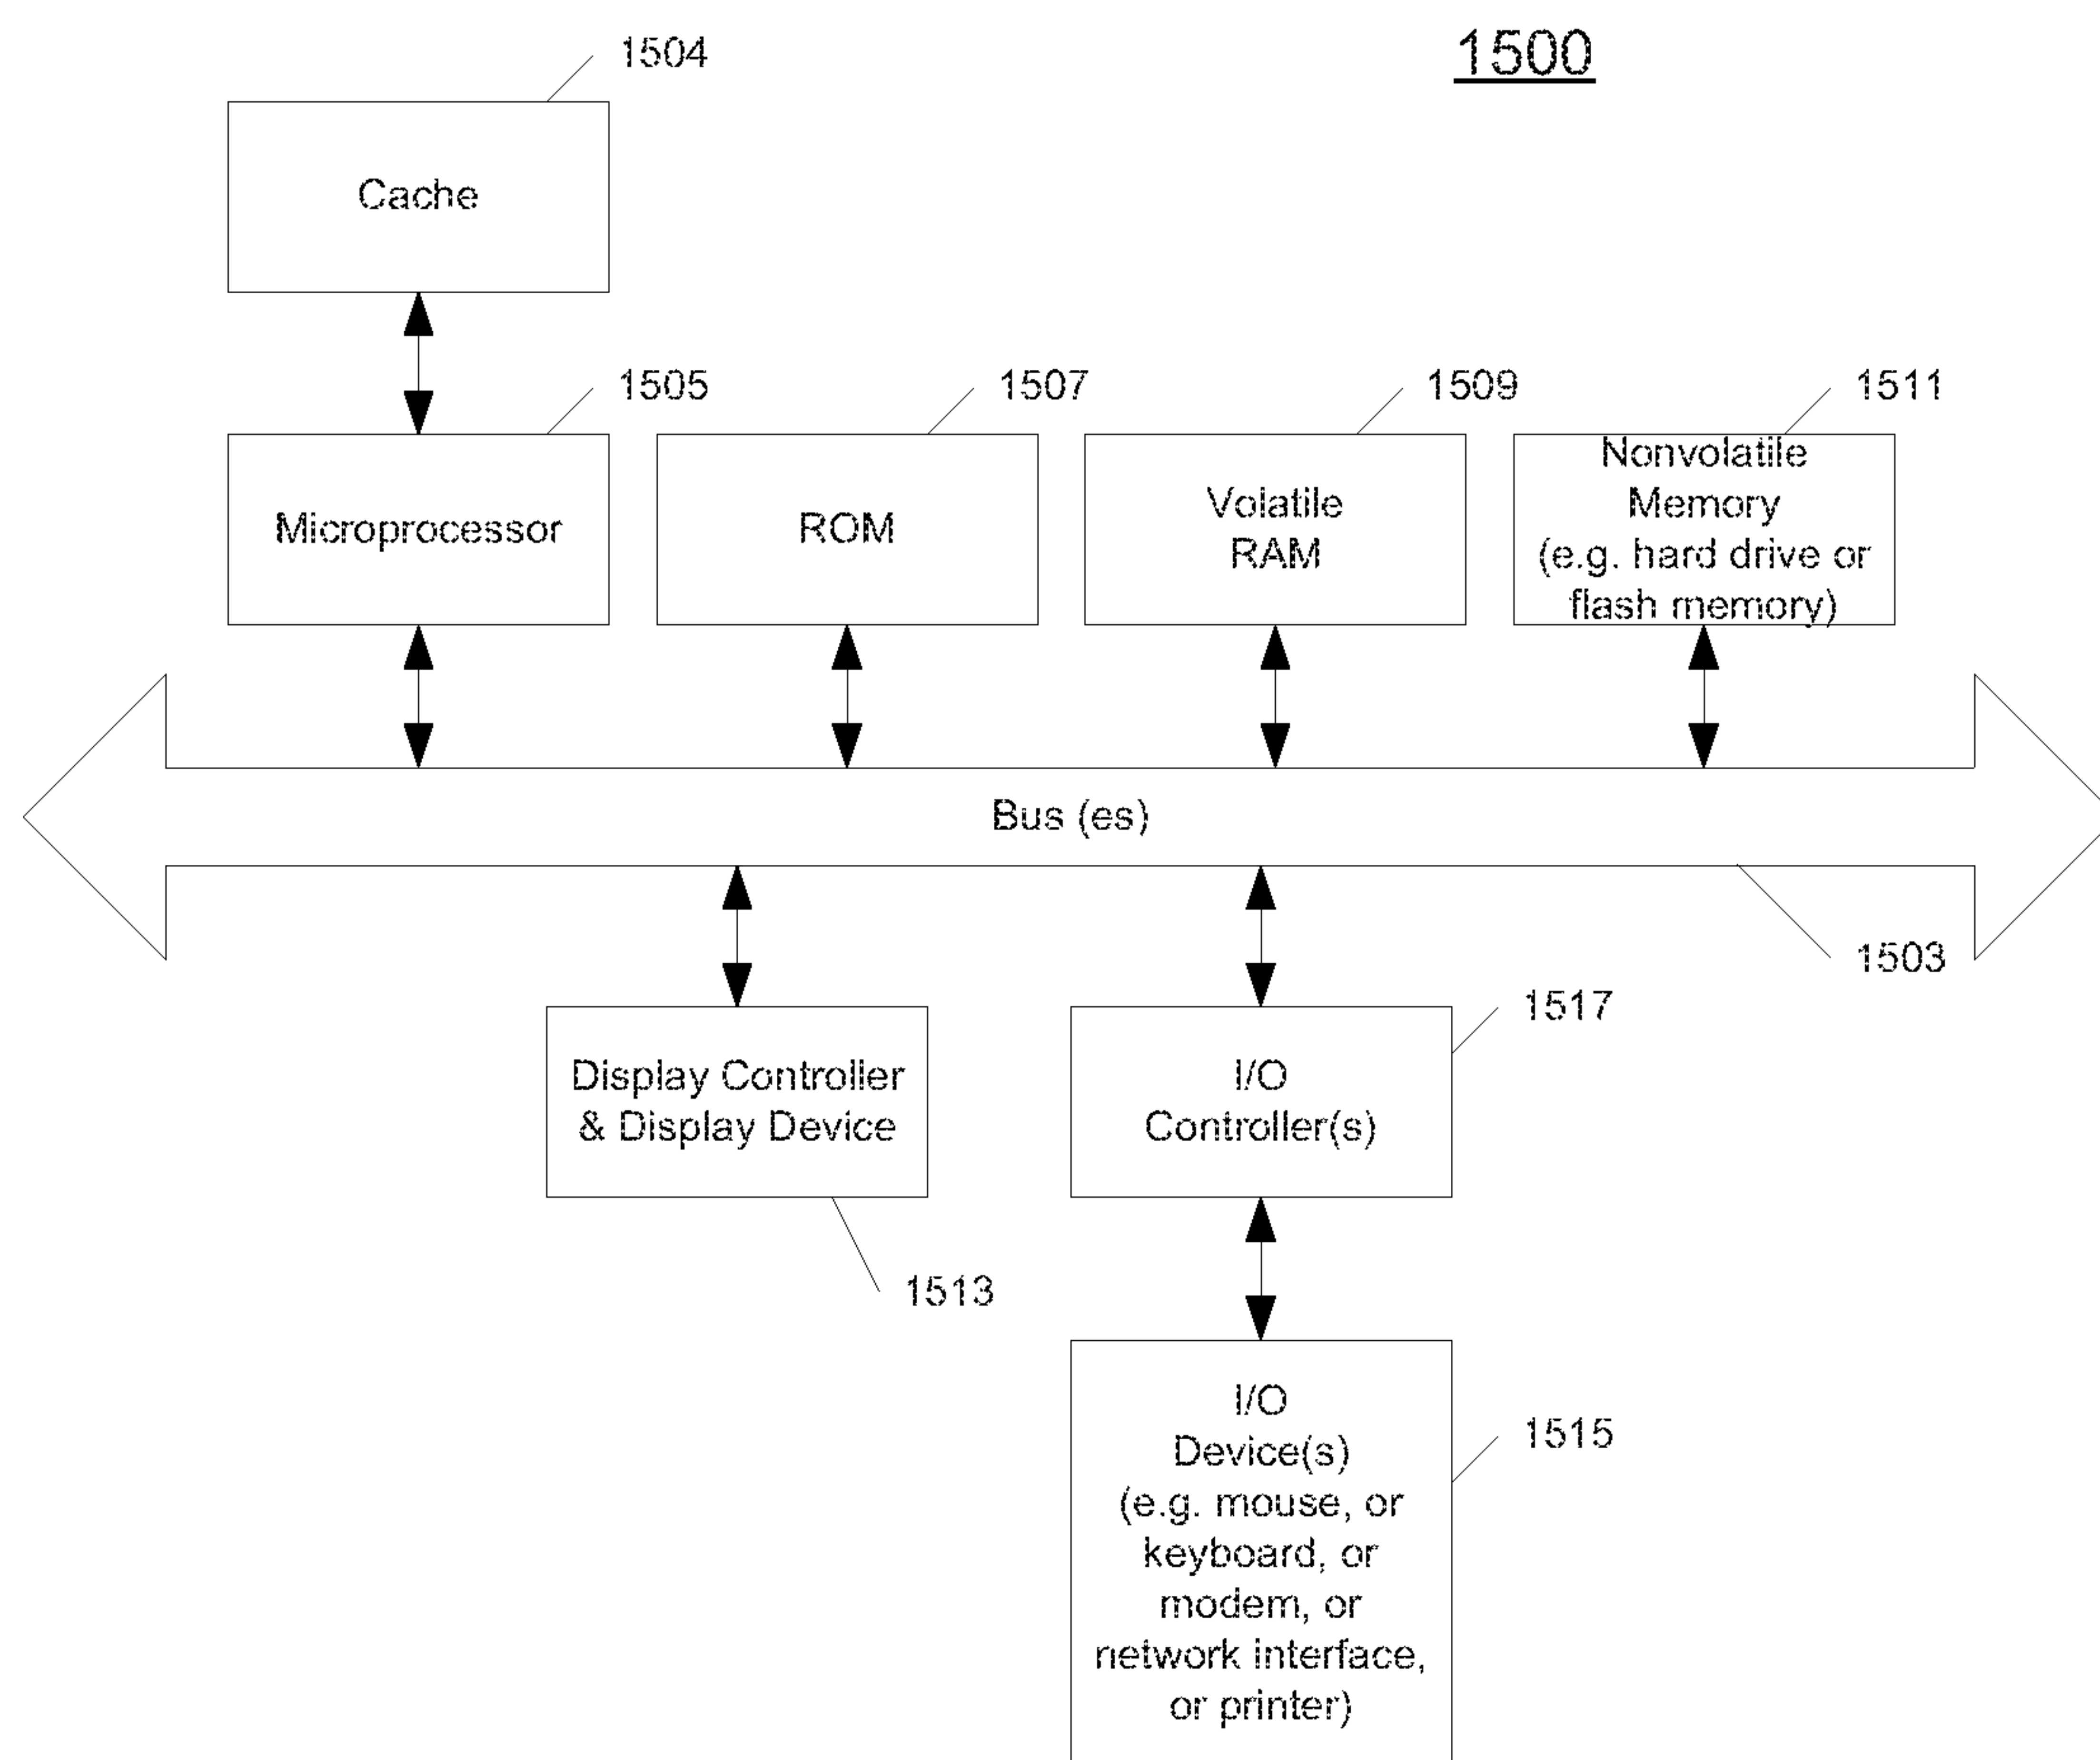 1504
1500
Cache
1505
1507
1509
1511
Microprocessor
ROM
Volatile
RAM
Nonvolatile
Memory
(e.g. hard drive or
flash memory)
Bus (es)
1503
1517
Display Controller
& Display Device
I/O
Controller(s)
1513
I/O
Device(s)
(e.g. mouse, or
keyboard, or
modem, or
network interface,
or printer)
1515